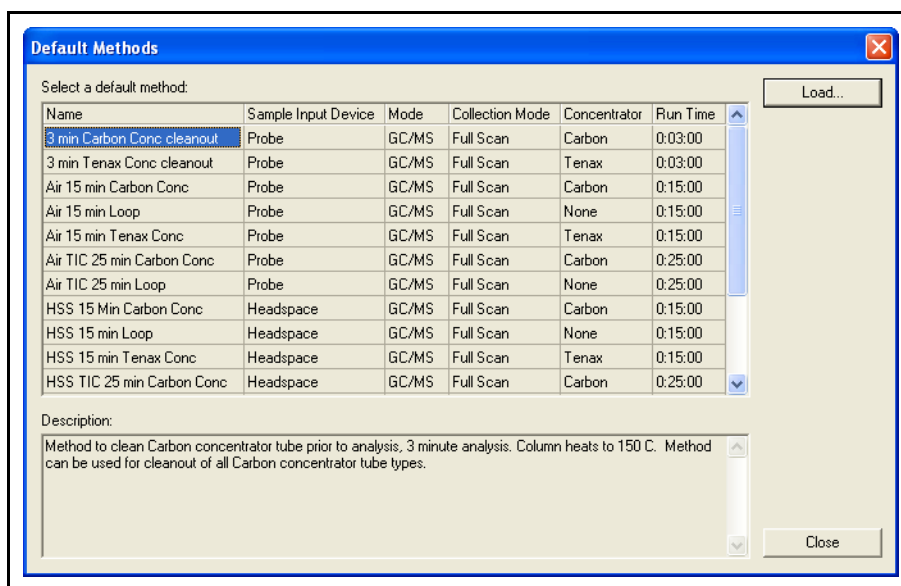 Default Methods
Select a default method:
Load...
Name Sample Input Device Mode Collection Mode Concentrator Run Time
3 min Carbon Conc cleanout Probe GC/MS Full Scan Carbon 0:03:00
3 min Tenax Conc cleanout Probe GC/MS Full Scan Tenax 0:03:00
Air 15 min Carbon Conc Probe GC/MS Full Scan Carbon 0:15:00
Air 15 min Loop Probe GC/MS Full Scan None 0:15:00
Air 15 min Tenax Conc Probe GC/MS Full Scan Tenax 0:15:00
Air TIC 25 min Carbon Conc Probe GC/MS Full Scan Carbon 0:25:00
Air TIC 25 min Loop Probe GC/MS Full Scan None 0:25:00
HSS 15 Min Carbon Conc Headspace GC/MS Full Scan Carbon 0:15:00
HSS 15 min Loop Headspace GC/MS Full Scan None 0:15:00
HSS 15 min Tenax Conc Headspace GC/MS Full Scan Tenax 0:15:00
HSS TIC 25 min Carbon Conc Headspace GC/MS Full Scan Carbon 0:25:00
Description:
Method to clean Carbon concentrator tube prior to analysis, 3 minute analysis. Column heats to 150 C. Method
can be used for cleanout of all Carbon concentrator tube types.
Close